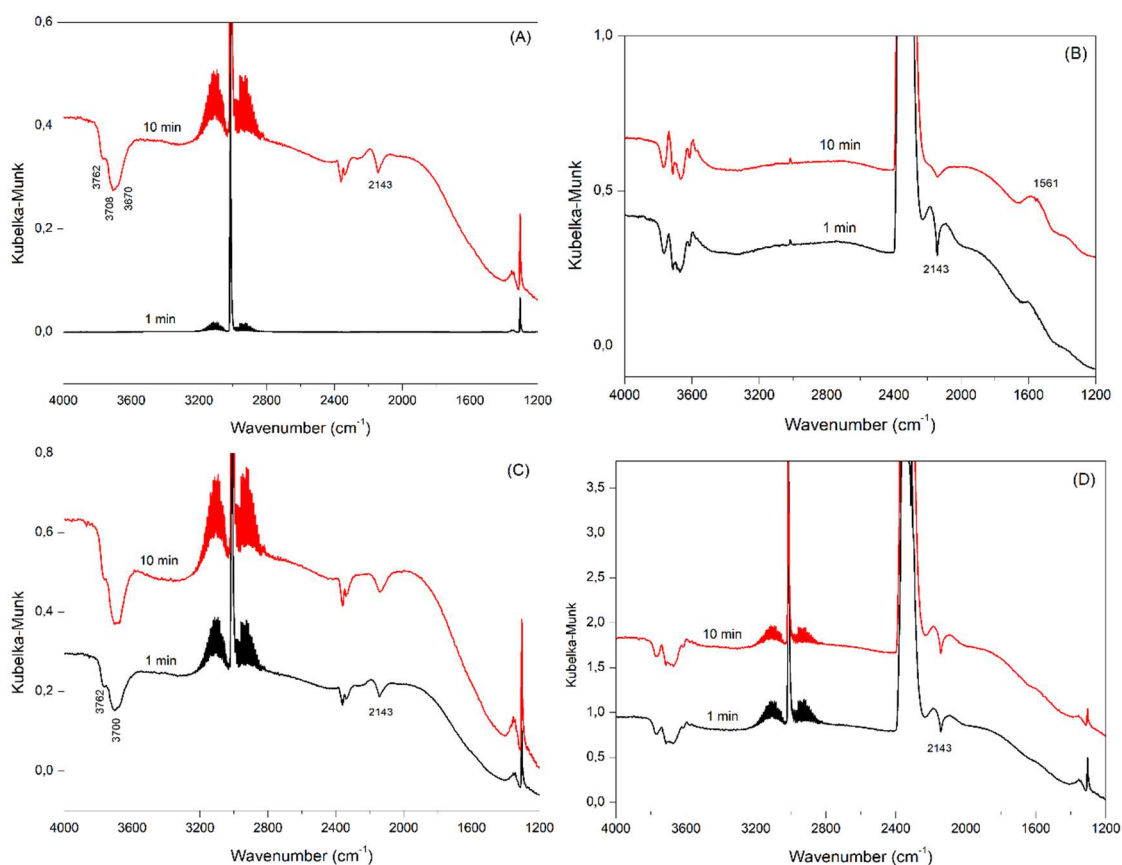 (A)
0,6
0,4
0,2
0,0
Kubelka-Munk
10 min
3762
3708
3670
2143
1 min
4000 3600 3200 2800 2400 2000 1600 1200
Wavenumber (cm⁻¹)
(B)
1,0
0,5
0,0
Kubelka-Munk
10 min
1561
1 min
2143
4000 3600 3200 2800 2400 2000 1600 1200
Wavenumber (cm⁻¹)
(C)
0,8
0,6
0,4
0,2
0,0
Kubelka-Munk
10 min
1 min
3762
3700
2143
4000 3600 3200 2800 2400 2000 1600 1200
Wavenumber (cm⁻¹)
(D)
3,5
3,0
2,5
2,0
1,5
1,0
0,5
0,0
Kubelka-Munk
10 min
1 min
2143
4000 3600 3200 2800 2400 2000 1600 1200
Wavenumber (cm⁻¹)